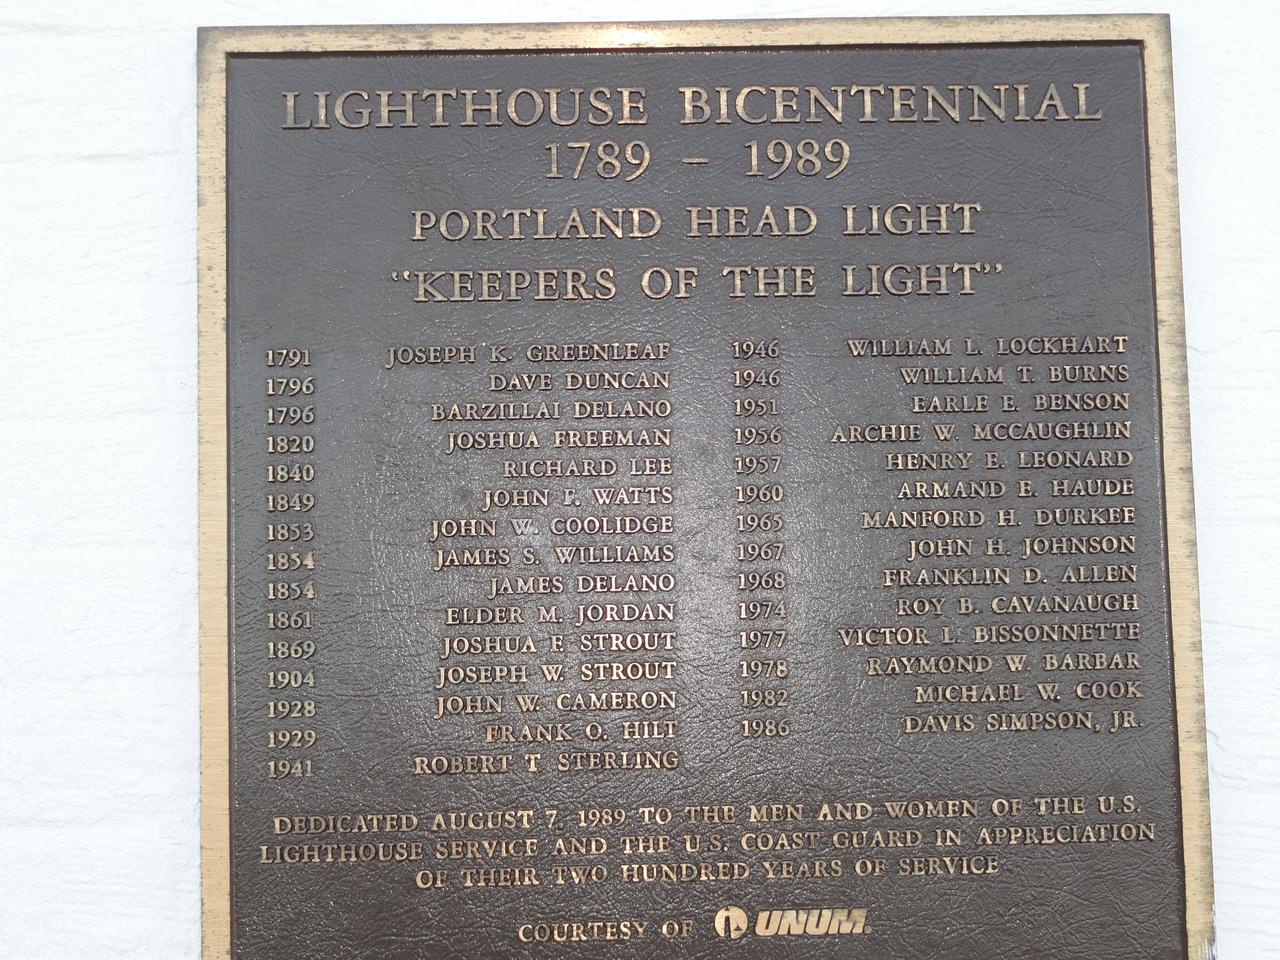 LIGHTHOUSE BICENTENNIAL
1789 – 1989
PORTLAND HEAD LIGHT
“KEEPERS OF THE LIGHT”
1791 JOSEPH K. GREENLEAF
1796 DAVE DUNCAN
1796 BARZILLAI DELANO
1820 JOSHUA FREEMAN
1840 RICHARD LEE
1849 JOHN F. WATTS
1853 JOHN W. COOLIDGE
1854 JAMES S. WILLIAMS
1854 JAMES DELANO
1861 ELDER M. JORDAN
1869 JOSHUA F. STROUT
1904 JOSEPH W. STROUT
1928 JOHN W. CAMERON
1929 FRANK O. HILT
1941 ROBERT T STERLING
1946 WILLIAM L. LOCKHART
1946 WILLIAM T. BURNS
1951 EARLE E. BENSON
1956 ARCHIE W. MCCAUGHLIN
1957 HENRY E. LEONARD
1960 ARMAND E. HAUDE
1965 MANFORD H. DURKEE
1967 JOHN H. JOHNSON
1968 FRANKLIN D. ALLEN
1974 ROY B. CAVANAUGH
1977 VICTOR L. BISSONNETTE
1978 RAYMOND W. BARBAR
1982 MICHAEL W. COOK
1986 DAVIS SIMPSON, JR.
DEDICATED AUGUST 7, 1989 TO THE MEN AND WOMEN OF THE U.S.
LIGHTHOUSE SERVICE AND THE U.S. COAST GUARD IN APPRECIATION
OF THEIR TWO HUNDRED YEARS OF SERVICE
COURTESY OF UNUM.